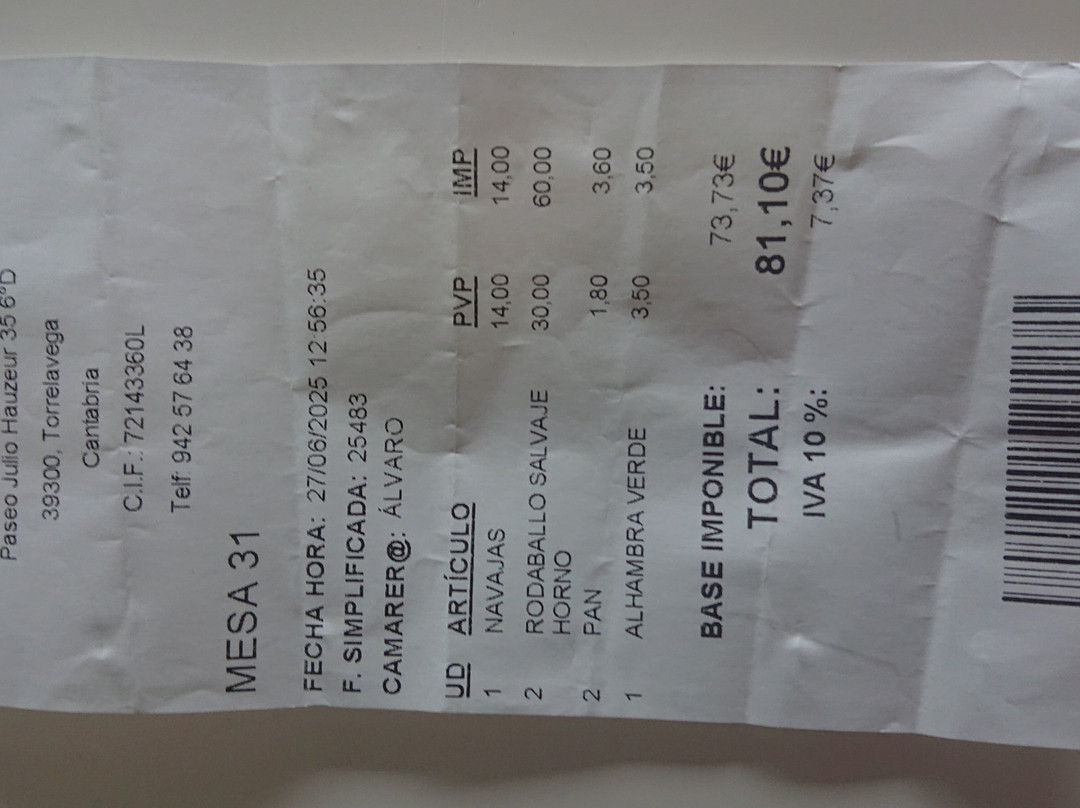 Paseo Julio Hauzeur 35 6ºD
39300, Torrelavega
Cantabria
C.I.F.: 72143360L
Telf: 942 57 64 38
MESA 31
FECHA HORA: 27/06/2025 12:56:35
F. SIMPLIFICADA: 25483
CAMARER@: ÁLVARO
UD ARTÍCULO PVP IMP
1 NAVAJAS 14,00 14,00
2 RODABALLO SALVAJE 30,00 60,00
HORNO
2 PAN 1,80 3,60
1 ALHAMBRA VERDE 3,50 3,50
BASE IMPONIBLE: 73,73€
TOTAL: 81,10€
IVA 10 %: 7,37€